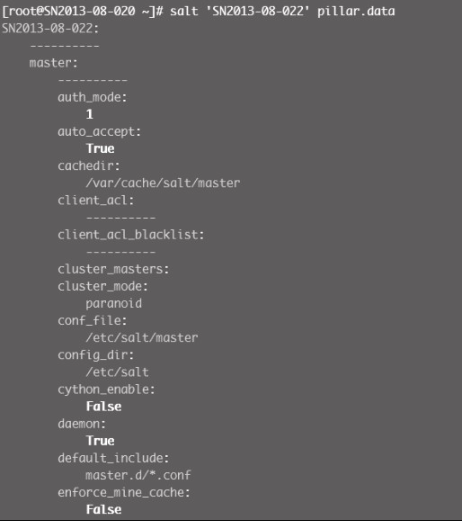 [root@SN2013-08-020 ~]# salt 'SN2013-08-022' pillar.data
SN2013-08-022:
----------
master:
----------
auth_mode:
1
auto_accept:
True
cachedir:
/var/cache/salt/master
client_acl:
----------
client_acl_blacklist:
----------
cluster_masters:
cluster_mode:
paranoid
conf_file:
/etc/salt/master
config_dir:
/etc/salt
cython_enable:
False
daemon:
True
default_include:
master.d/*.conf
enforce_mine_cache:
False